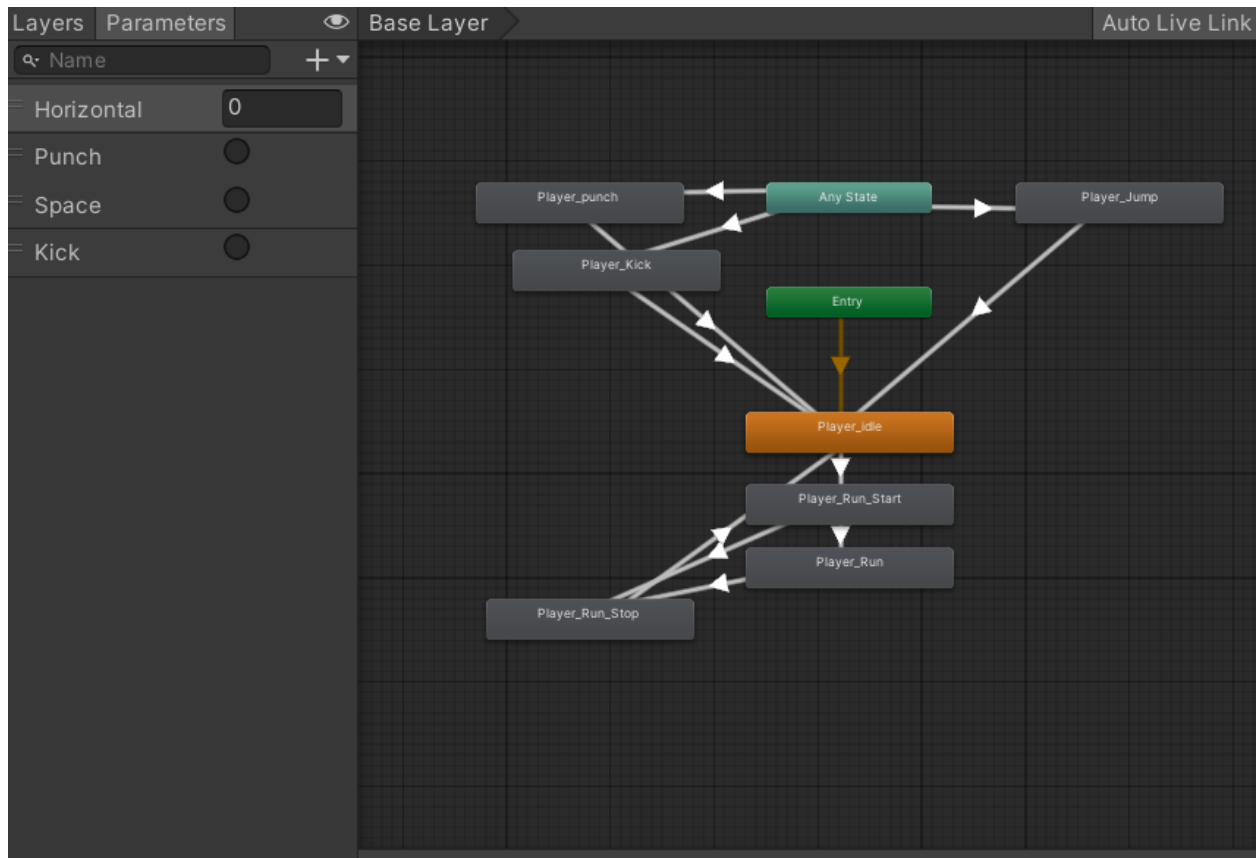 Layers Parameters Base Layer Auto Live Link
Name
Horizontal 0
Punch
Space
Kick
Player_punch Any State Player_Jump
Player_Kick
Entry
Player_idle
Player_Run_Start
Player_Run
Player_Run_Stop